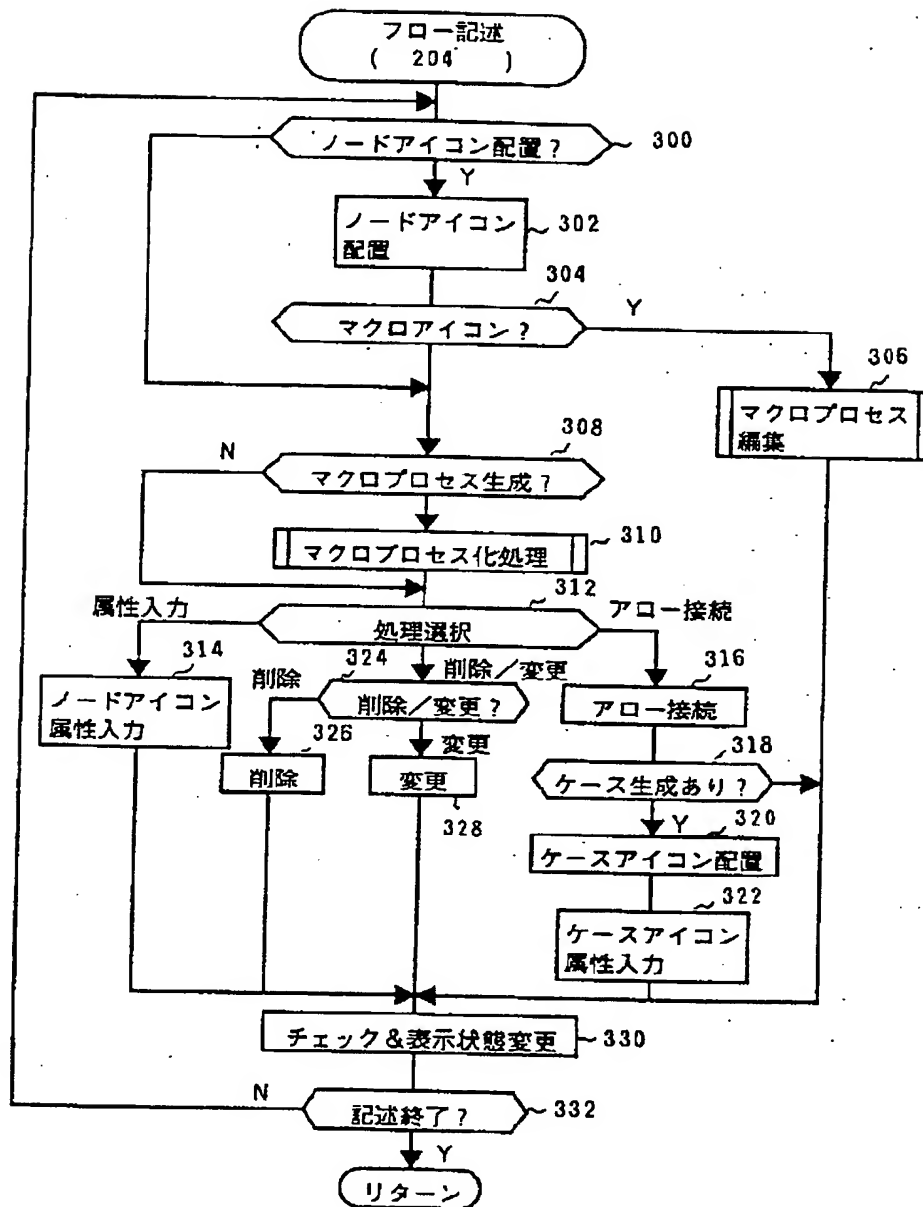 フロー記述
( 204 )
ノードアイコン配置?
300
Y
ノードアイコン
配置
302
304
マクロアイコン?
Y
306
マクロプロセス
編集
308
N
マクロプロセス生成?
マクロプロセス化処理
310
312
属性入力
処理選択
アロー接続
314
ノードアイコン
属性入力
324
削除/変更
削除
削除/変更?
316
アロー接続
326
削除
変更
変更
328
318
ケース生成あり?
Y
320
ケースアイコン配置
322
ケースアイコン
属性入力
チェック&表示状態変更
330
N
記述終了?
332
Y
リターン